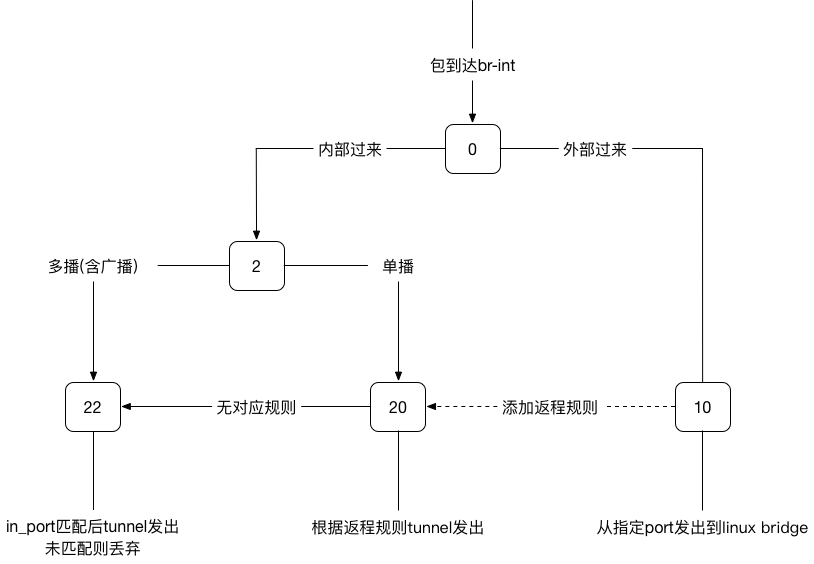 包到达br-int
0
内部过来
外部过来
2
多播(含广播)
单播
22
无对应规则
20
添加返程规则
10
in_port匹配后tunnel发出
未匹配则丢弃
根据返程规则tunnel发出
从指定port发出到linux bridge